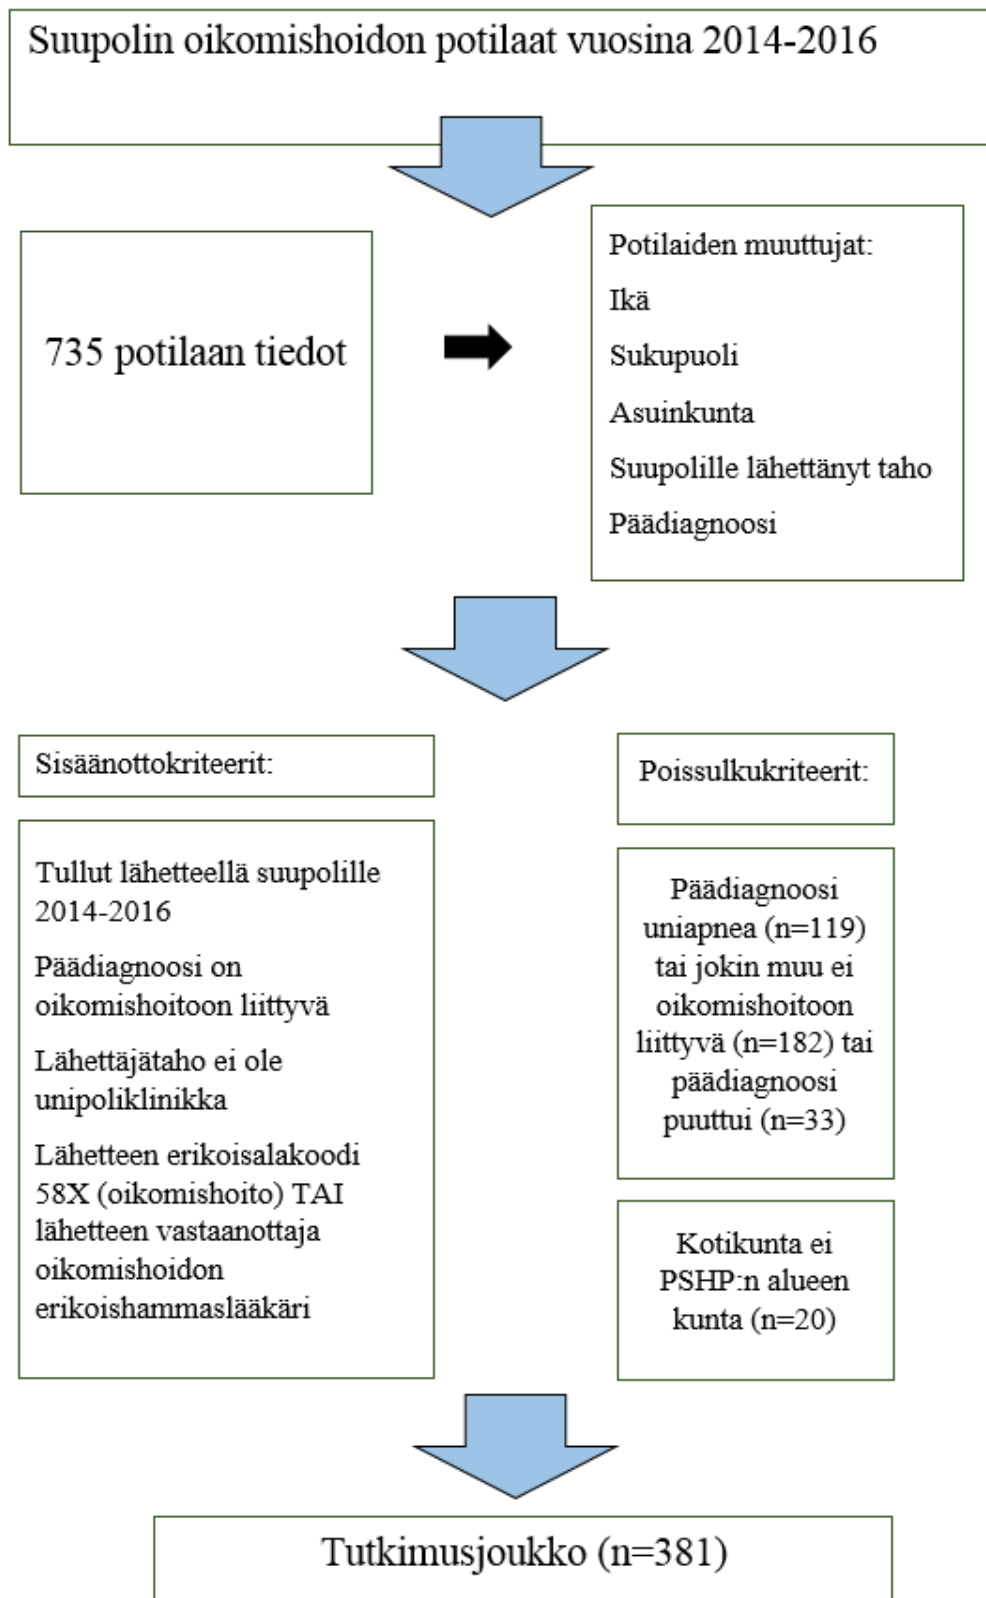 Suupolin oikomishoidon potilaat vuosina 2014-2016
735 potilaan tiedot
Potilaiden muuttujat:
Ikä
Sukupuoli
Asuinkunta
Suupolille lähettänyt taho
Päädiagnoosi
Sisäänottokriteerit:
Tullut lähetteellä suupolille
2014-2016
Päädiagnoosi on
oikomishoitoon liittyvä
Lähettäjätaho ei ole
unipoliklinikka
Lähetteen erikoisalakoodi
58X (oikomishoito) TAI
lähetteen vastaanottaja
oikomishoidon
erikoishammaslääkäri
Poissulkukriteerit:
Päädiagnoosi
uniapnea (n=119)
tai jokin muu ei
oikomishoitoon
liittyvä (n=182) tai
päädiagnoosi
puuttui (n=33)
Kotikunta ei
PSHP:n alueen
kunta (n=20)
Tutkimusjoukko (n=381)